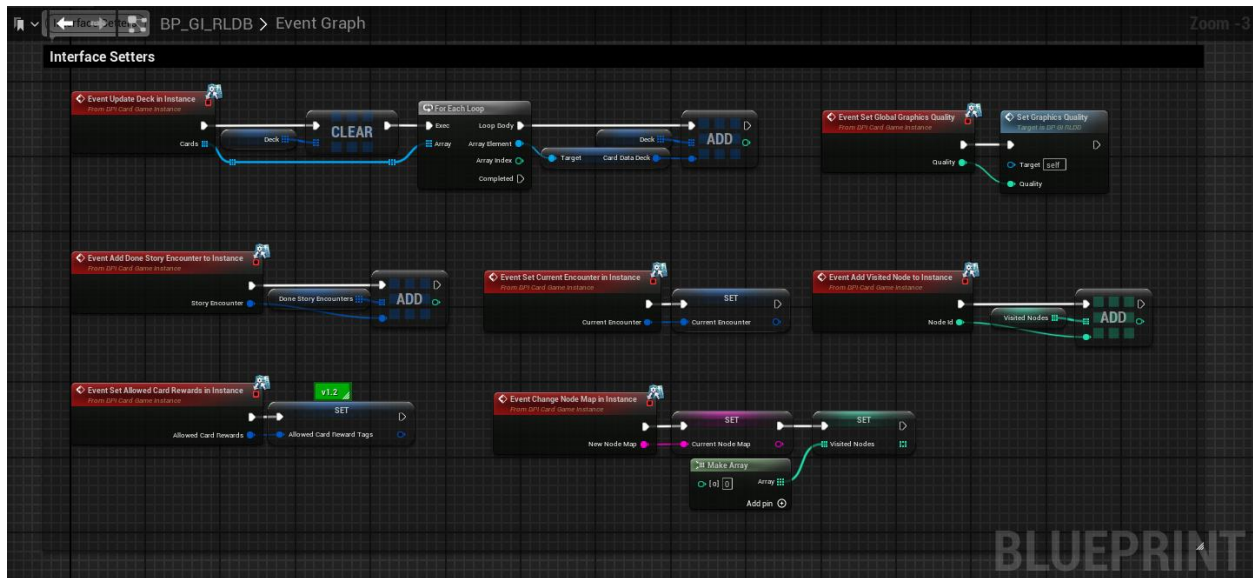 BP_GI_RLDB > Event Graph
Zoom -3
Interface Setters
Event Update Deck in Instance
From BPI Card Game Instance
Cards
Deck
CLEAR
For Each Loop
Exec
Loop Body
Array
Array Element
Array Index
Completed
Target
Card Data Deck
Deck
ADD
Event Set Global Graphics Quality
From BPI Card Game Instance
Quality
Set Graphics Quality
Target is BP GI RLDB
Target self
Quality
Event Add Done Story Encounter to Instance
From BPI Card Game Instance
Story Encounter
Done Story Encounters
ADD
Event Set Current Encounter in Instance
From BPI Card Game Instance
Current Encounter
SET
Current Encounter
Event Add Visited Node to Instance
From BPI Card Game Instance
Node Id
Visited Nodes
ADD
Event Set Allowed Card Rewards in Instance
From BPI Card Game Instance
Allowed Card Rewards
v1.2
SET
Allowed Card Reward Tags
Event Change Node Map in Instance
From BPI Card Game Instance
New Node Map
SET
Current Node Map
SET
Visited Nodes
Make Array
[0] 0
Array
Add pin
BLUEPRINT